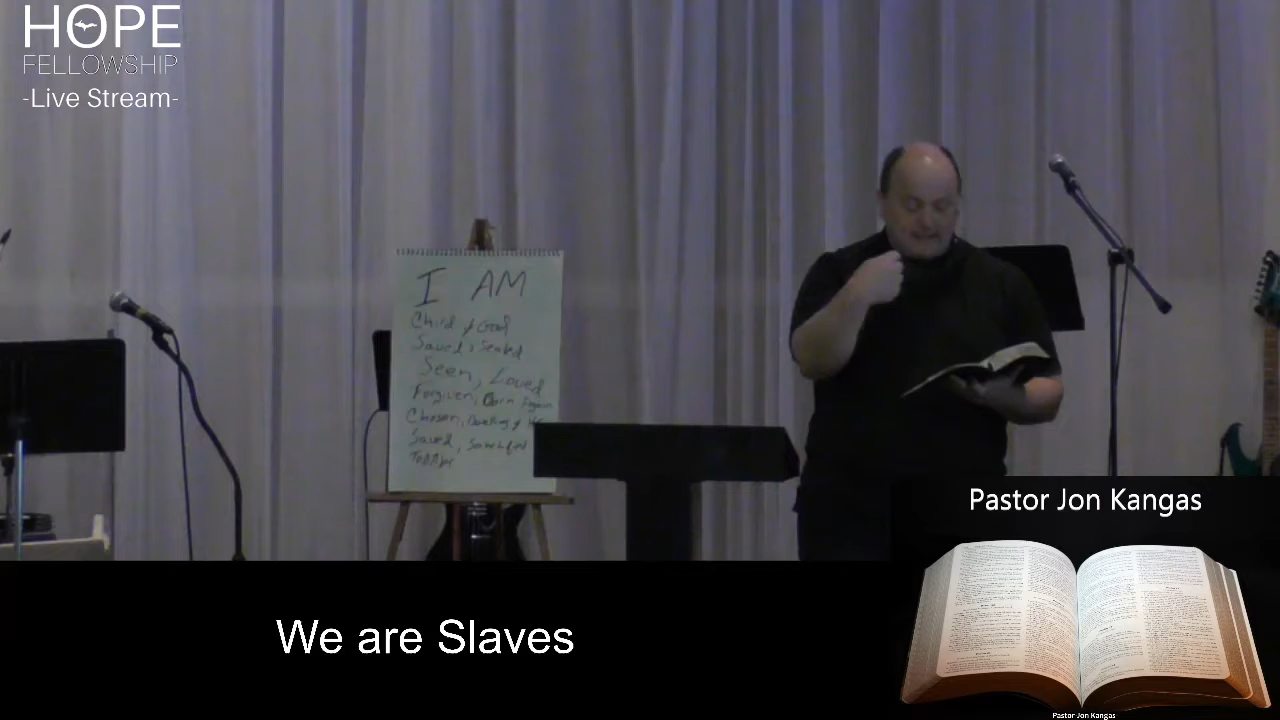 HOPE
FELLOWSHIP
-Live Stream-
I AM
Child of God
Saved, Sealed
Seen, Loved
Forgiven, Born Again
Chosen,
Saved, Sanctified
Pastor Jon Kangas
We are Slaves
Pastor Jon Kangas